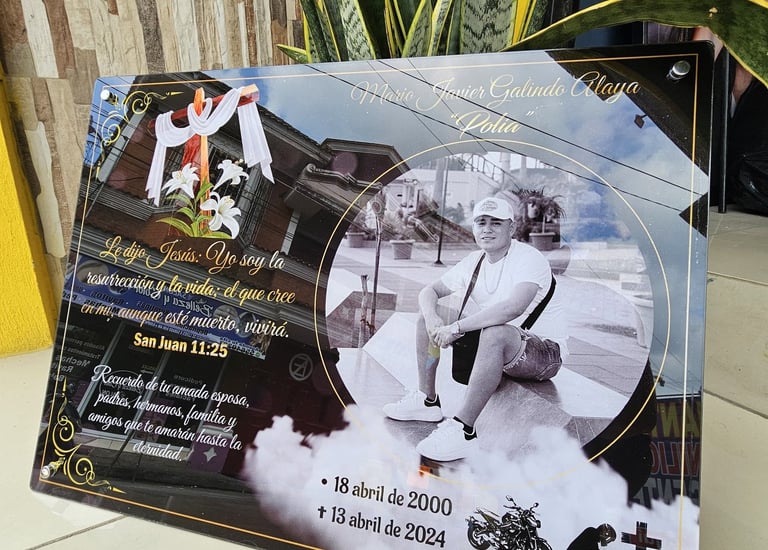 Mario Javier Galindo Alaya
"Polia"
Le dijo Jesús: Yo soy la
resurrección y la vida; el que cree
en mí, aunque esté muerto, vivirá.
San Juan 11:25
Recuerdo de tu amada esposa,
padres, hermanos, familia y
amigos que te amarán hasta la
eternidad.
• 18 abril de 2000
✝ 13 abril de 2024